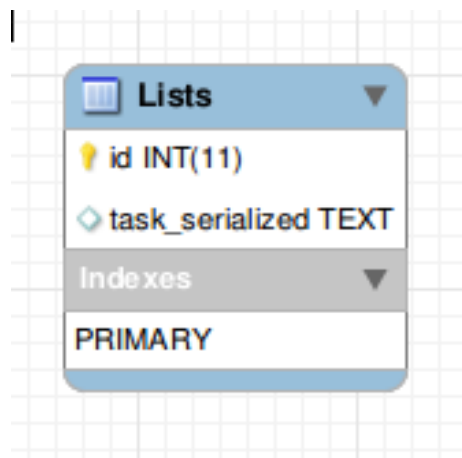 Lists
id INT(11)
task_serialized TEXT
Indexes
PRIMARY